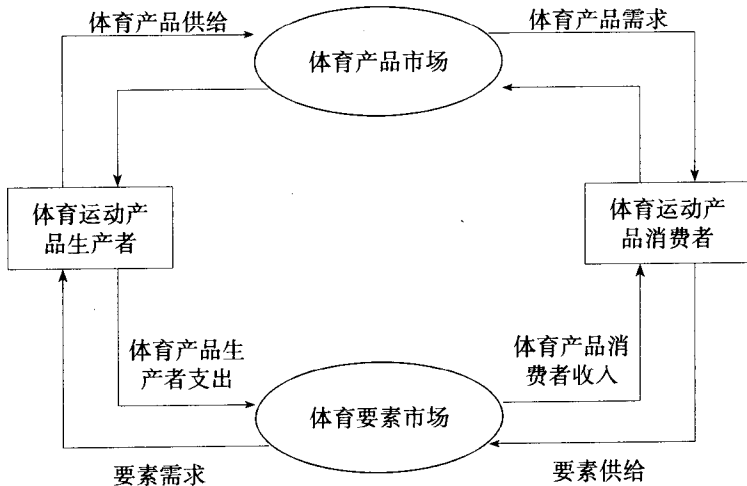 体育产品供给
体育产品需求
体育产品市场
体育运动产
品生产者
体育运动产
品消费者
体育产品生
产者支出
体育产品消
费者收入
体育要素市场
要素需求
要素供给